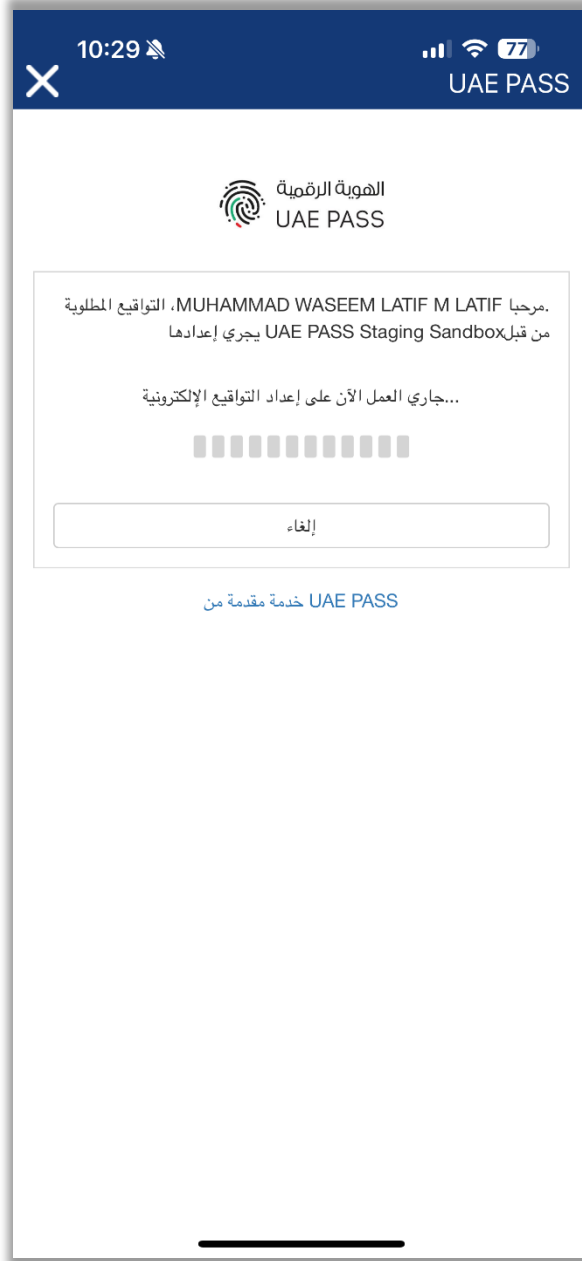 10:29
77
UAE PASS
الهوية الرقمية
UAE PASS
مرحبا MUHAMMAD WASEEM LATIF M LATIF، التواقيع المطلوبة.
من قبلUAE PASS Staging Sandbox يجري إعدادها
جاري العمل الآن على إعداد التواقيع الإلكترونية...
إلغاء
خدمة مقدمة من UAE PASS